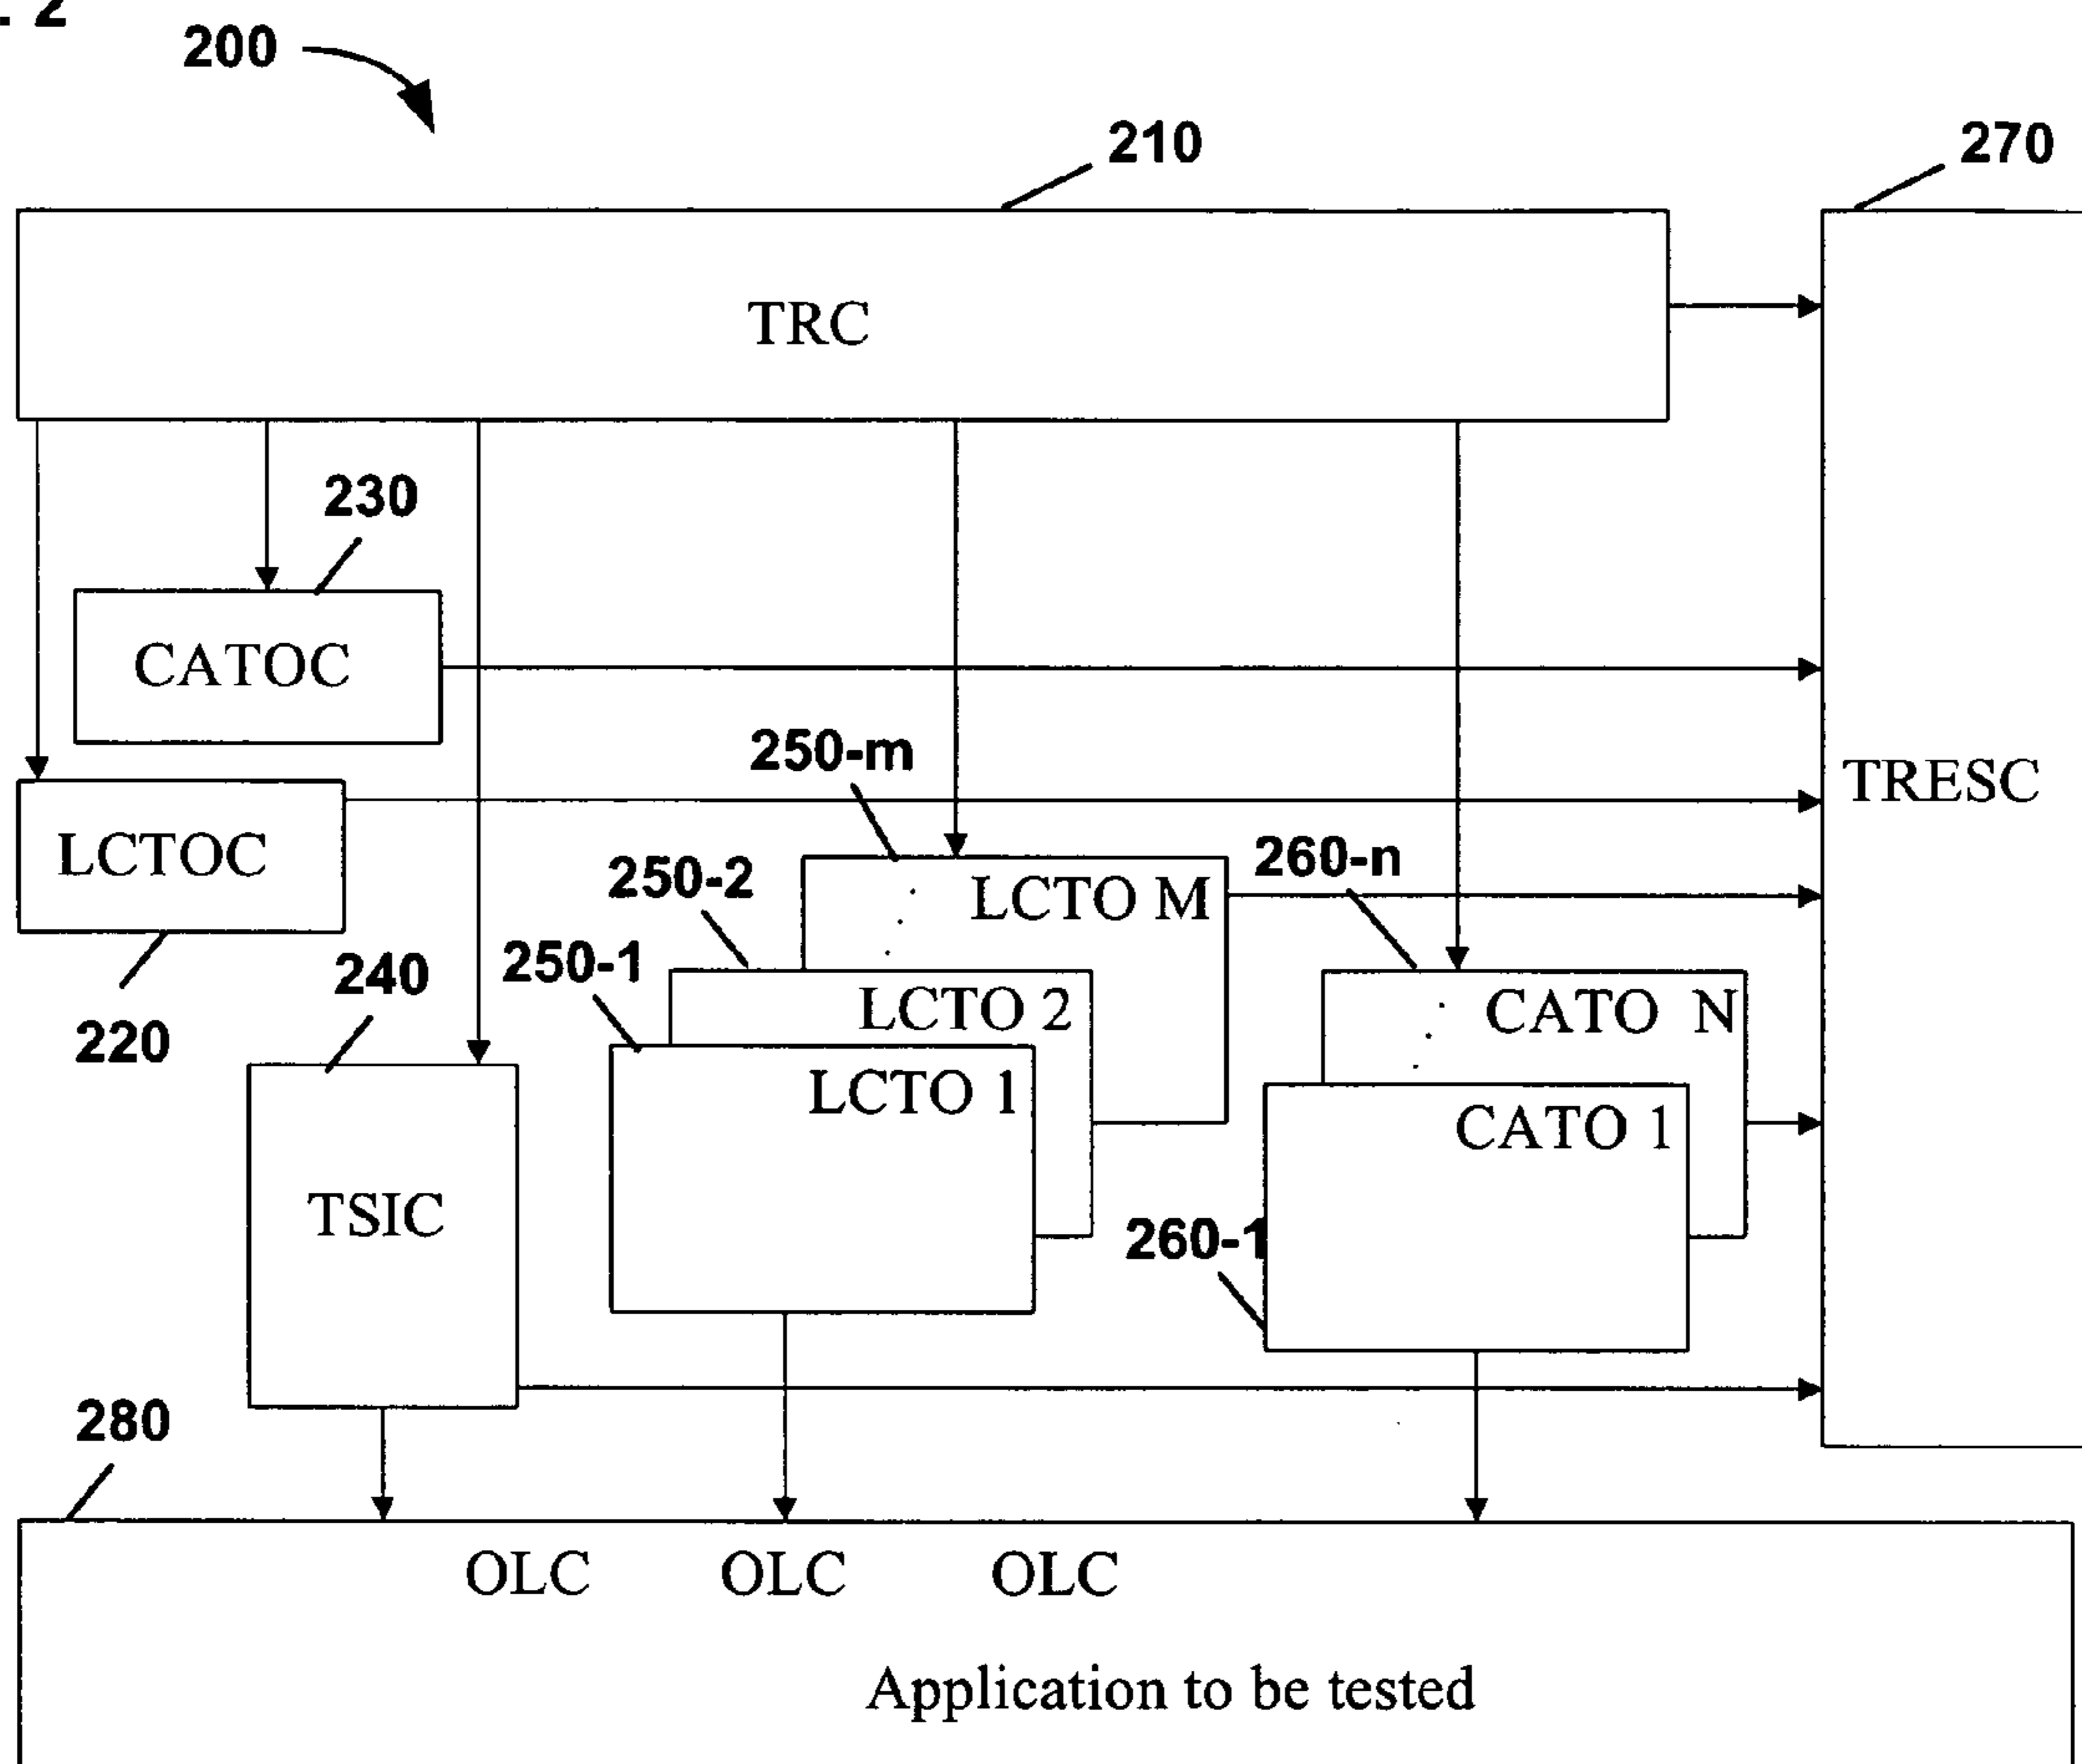 . 2
200
210
270
TRC
230
CATOC
250-m
TRESC
LCTOC
250-2
260-n
LCTO M
250-1
240
220
LCTO 2
CATO N
LCTO 1
CATO 1
TSIC
260-1
280
OLC OLC OLC
Application to be tested